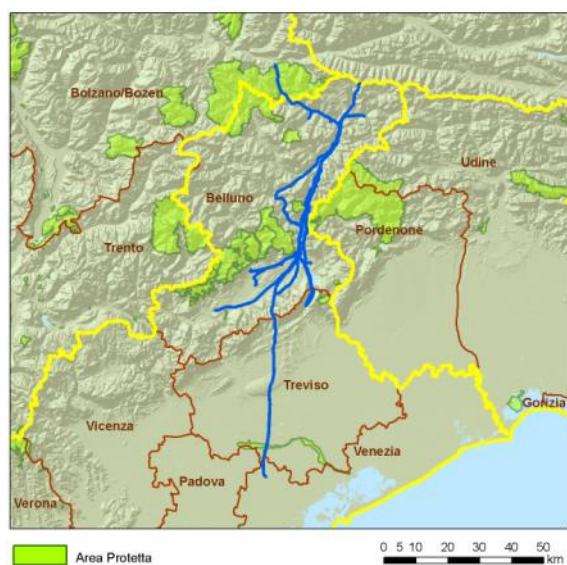 Bolzano/Bozen
Udine
Belluno
Trento
Pordenone
Treviso
Gorizia
Vicenza
Venezia
Padova
Verona
Area Protetta
0 5 10 20 30 40 50
km